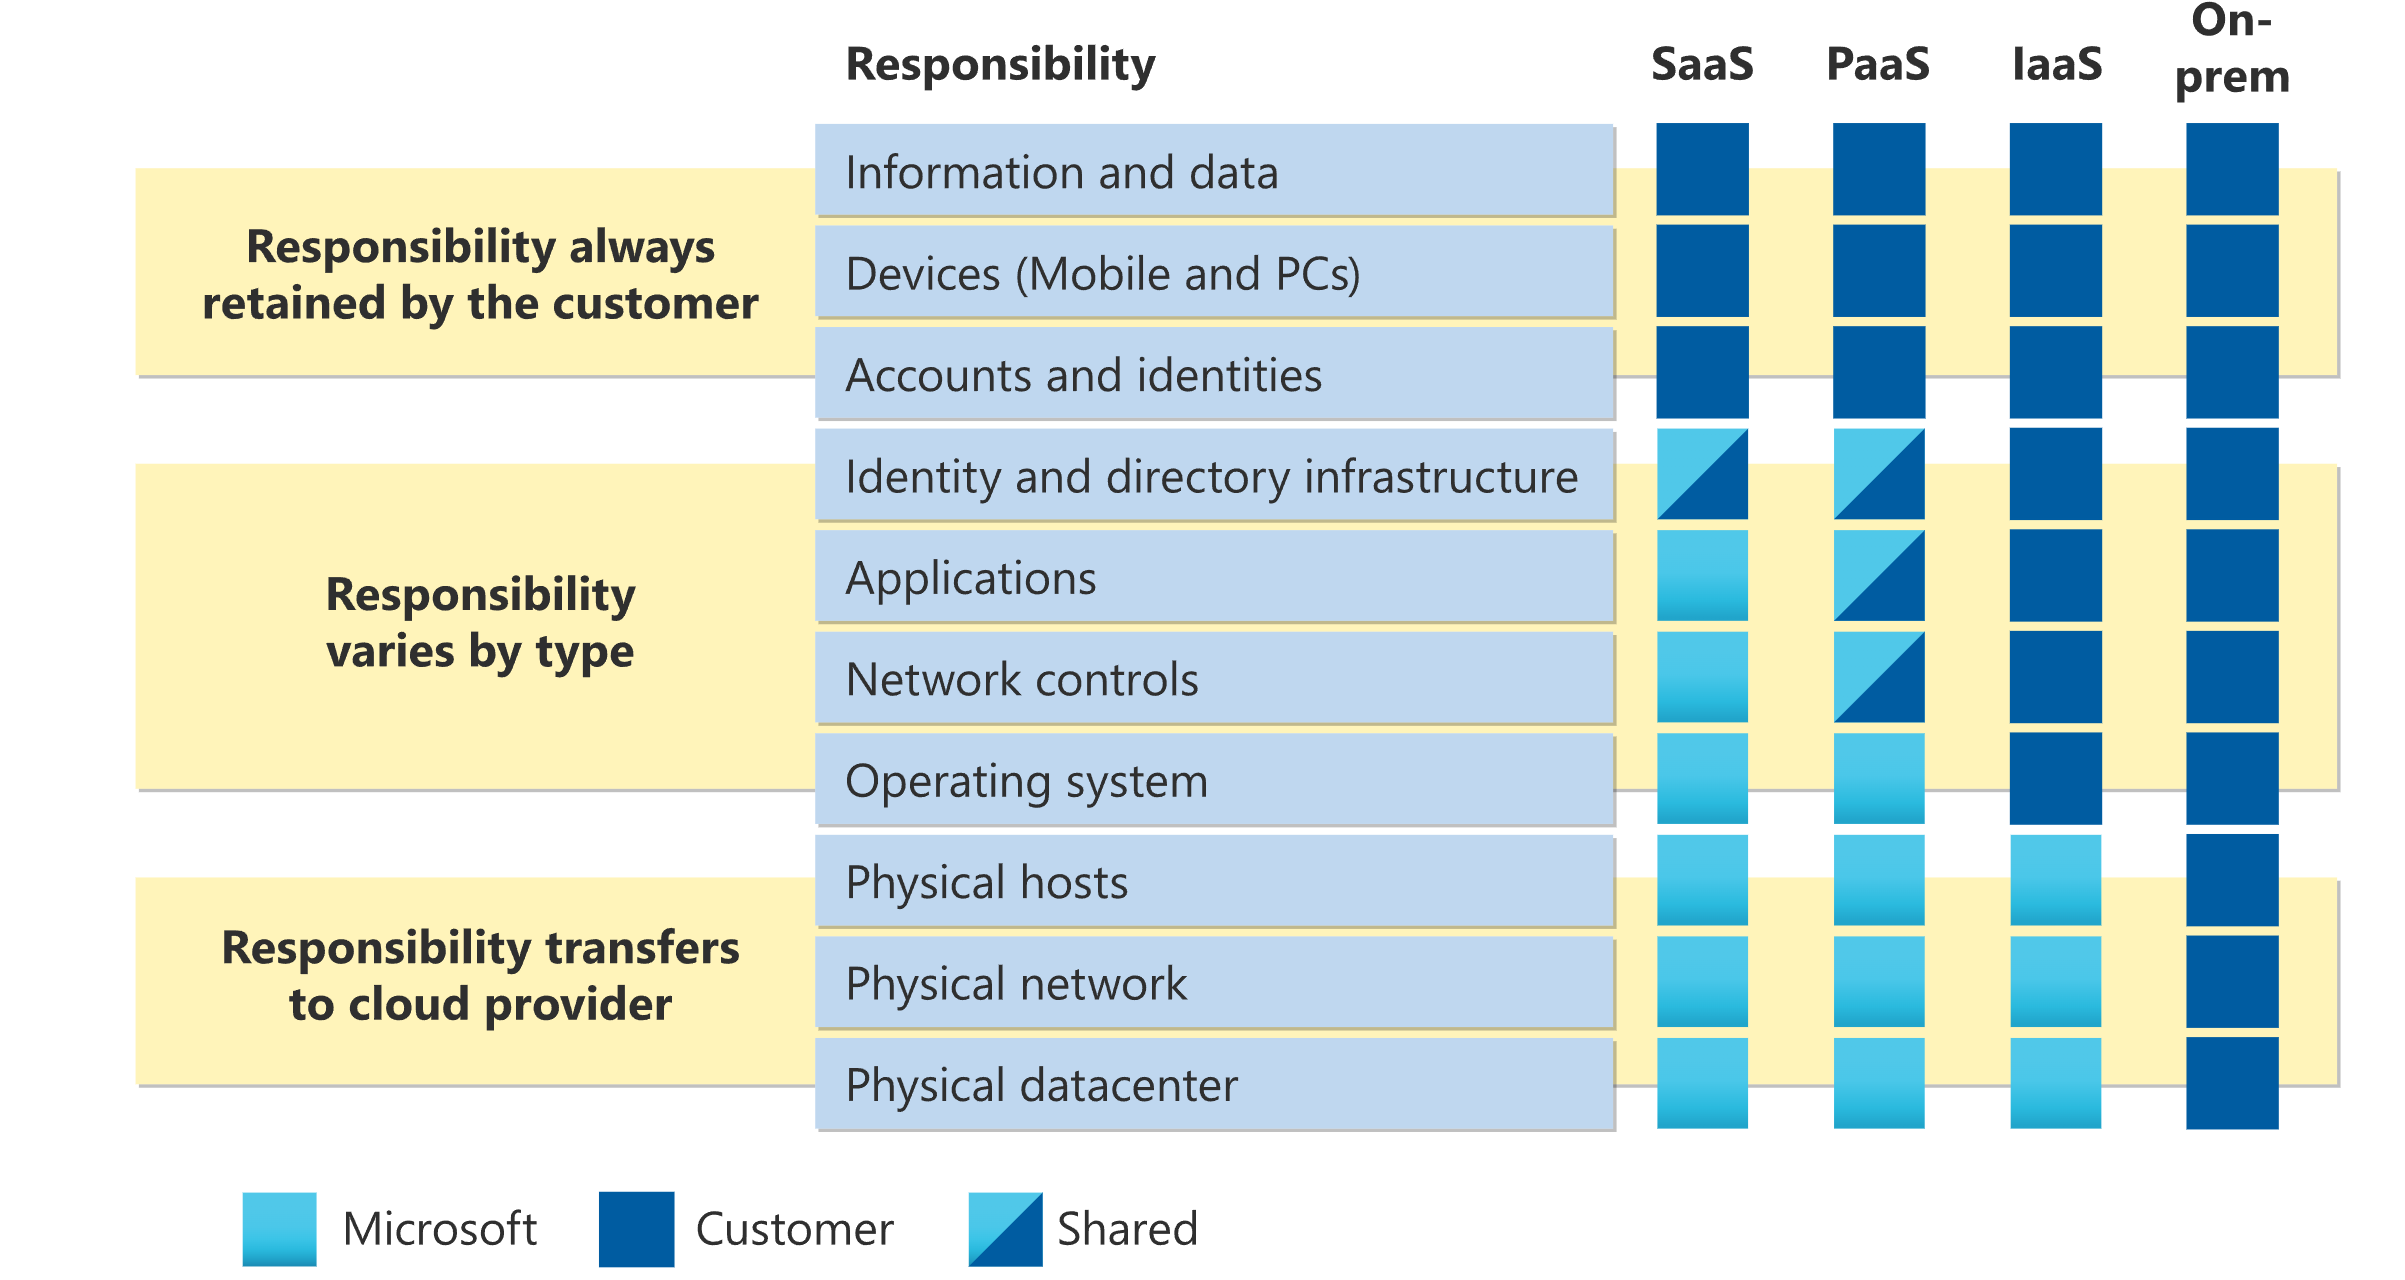 Responsibility
SaaS
PaaS
IaaS
On-
prem
Responsibility always
retained by the customer
Information and data
Devices (Mobile and PCs)
Accounts and identities
Responsibility
varies by type
Identity and directory infrastructure
Applications
Network controls
Operating system
Responsibility transfers
to cloud provider
Physical hosts
Physical network
Physical datacenter
Microsoft
Customer
Shared